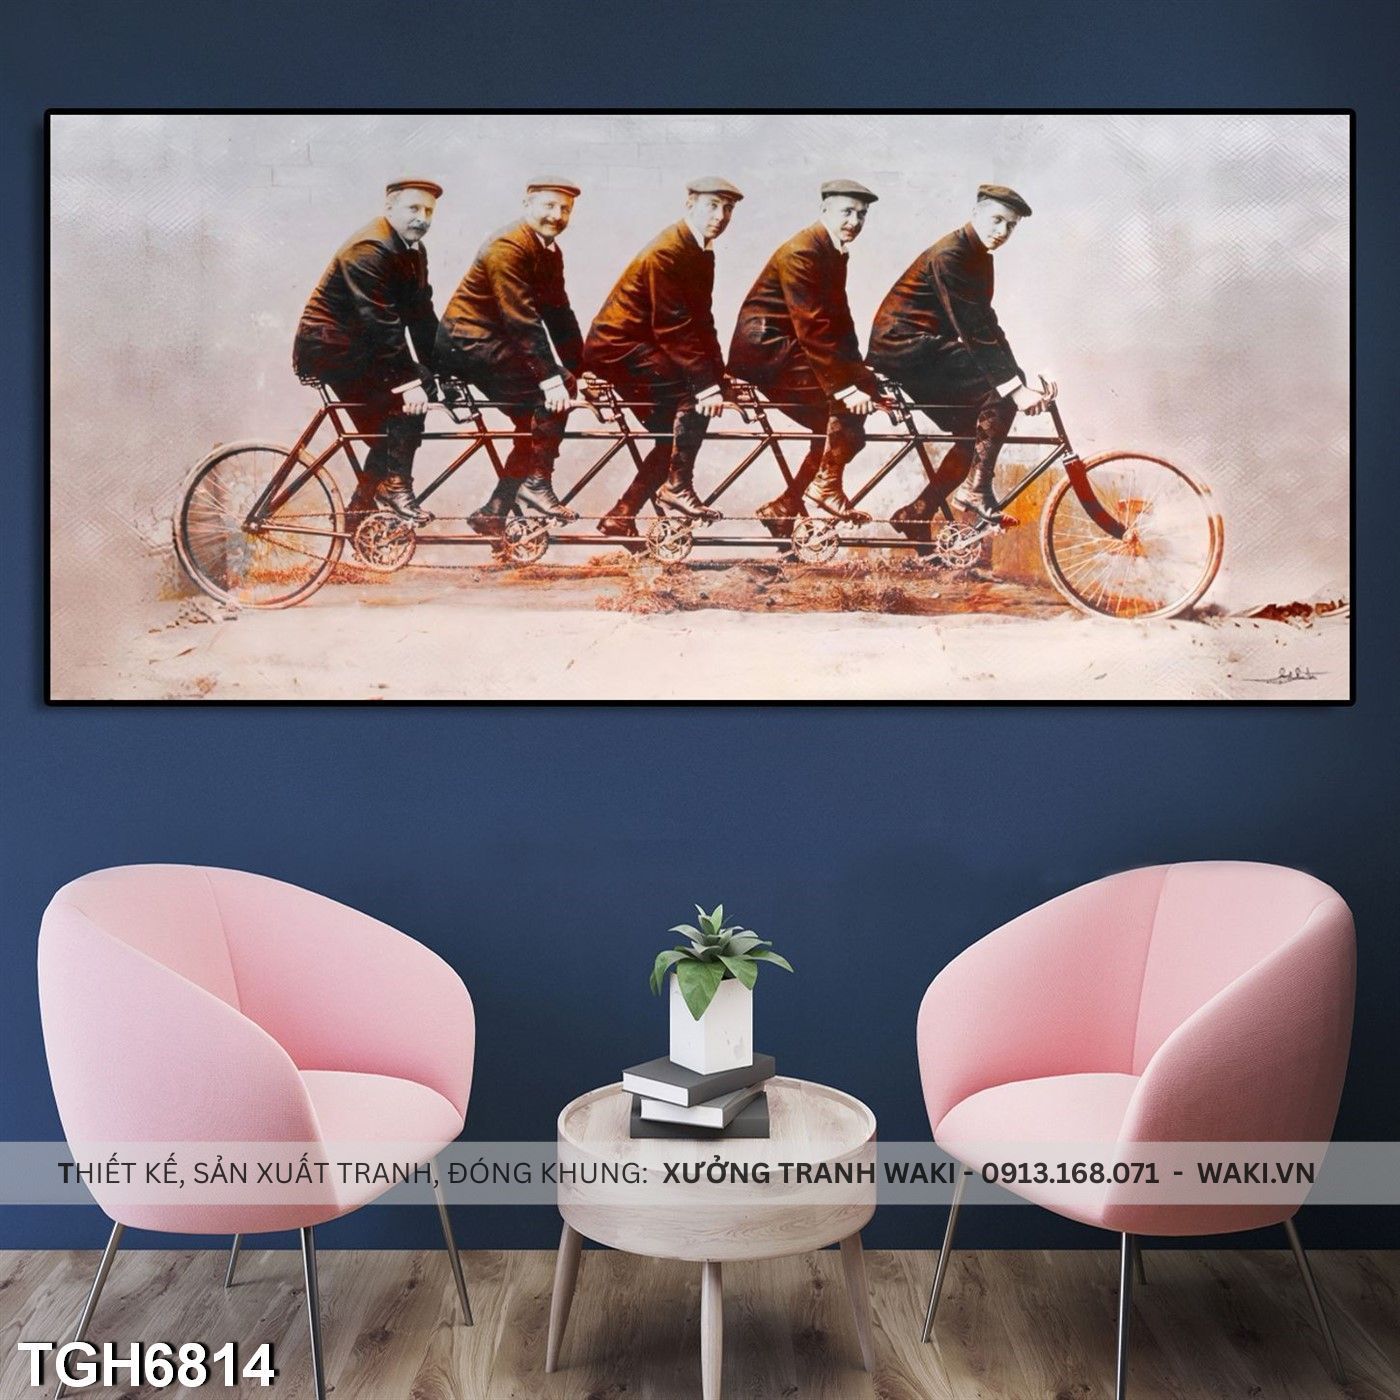 THIẾT KẾ, SẢN XUẤT TRANH, ĐÓNG KHUNG: XƯỞNG TRANH WAKI - 0913.168.071 - WAKI.VN
TGH6814